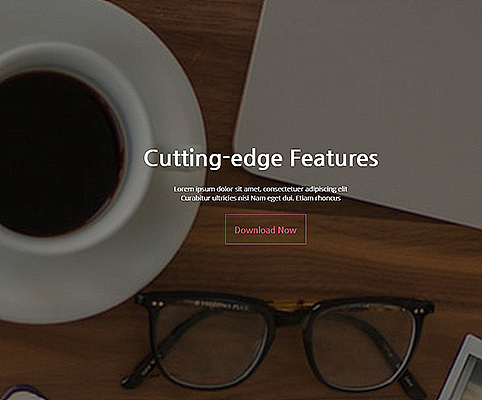 Cutting-edge Features
Lorem ipsum dolor sit amet, consectetuer adipiscing elit
Curabitur ultricies nisi Nam eget dui. Etiam rhoncus
Download Now